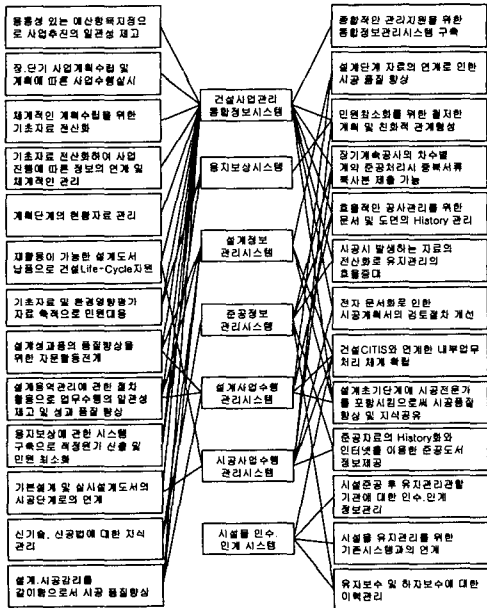 융통성 있는 예산항목지정으
로 사업추진의 일관성 제고
장.단기 사업계획수립 및
계획에 따른 사업수행실시
체계적인 계획수립을 위한
기초자료 전산화
기초자료 전산화하여 사업
진행에 따른 정보의 연계 및
체계적인 관리
계획단계의 현황자료 관리
재활용이 가능한 설계도서
납품으로 건설Life-Cycle지원
기초자료 및 환경영향평가
자료 축적으로 민원대응
설계성과품의 품질향상을
위한 자문활동전개
설계용역관리에 관한 절차
활용으로 업무수행의 일관성
제고 및 성과 품질 향상
용지보상에 관한 시스템
구축으로 적정원가 산출 및
민원 최소화
기본설계 및 실시설계도서의
시공단계로의 연계
신기술, 신공법에 대한 지식
관리
설계.시공감리를
같이함으로서 시공 품질향상
건설사업관리
통합정보시스템
용지보상시스템
설계정보
관리시스템
준공정보
관리시스템
설계사업수행
관리시스템
시공사업수행
관리시스템
시설물 인수.
인계 시스템
종합적인 관리지원을 위한
통합정보관리시스템 구축
설계단계 자료의 연계로 인한
시공 품질 향상
민원최소화를 위한 철저한
계획 및 친화적 관계형성
장기계속공사의 차수별
계약 준공처리시 중복서류
복사본 제출 가능
효율적인 공사관리를 위한
문서 및 도면의 History 관리
시공시 발생하는 자료의
전산화로 유지관리의
효율증대
전자 문서화로 인한
시공계획서의 검토절차 개선
건설CITIS와 연계한 내부업무
처리 체계 확립
설계초기단계에 시공전문가
를 포함시킴으로써 시공품질
향상 및 지식공유
준공자료의 History화와
인터넷을 이용한 준공도서
정보제공
시설준공 후 유지관리관할
기관에 대한 인수.인계
정보관리
시설물 유지관리를 위한
기존시스템과의 연계
유지보수 및 하자보수에 대한
이력관리